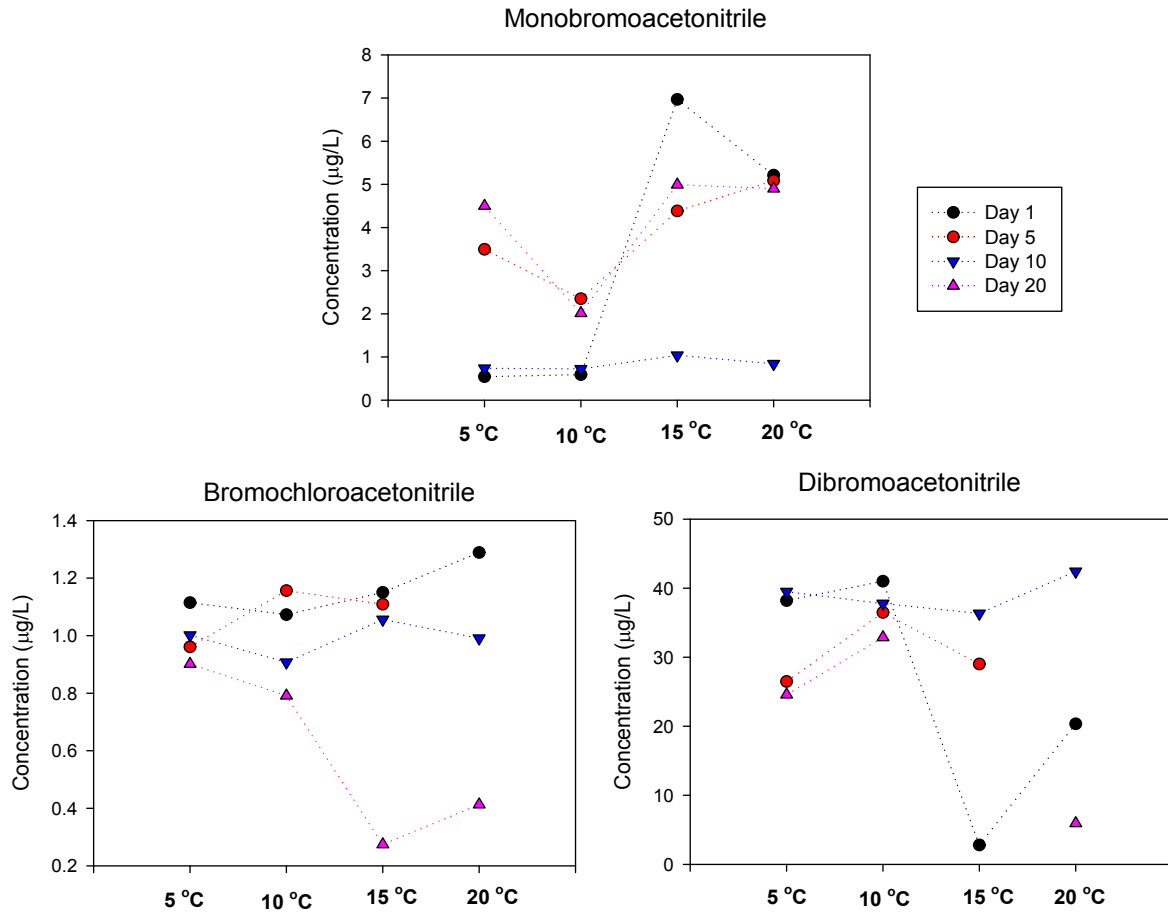 Monobromoacetonitrile
8
7
6
5
4
3
2
1
0
Concentration (μg/L)
5 °C
10 °C
15 °C
20 °C
Day 1
Day 5
Day 10
Day 20
Bromochloroacetonitrile
1.4
1.2
1.0
0.8
0.6
0.4
0.2
Concentration (μg/L)
5 °C
10 °C
15 °C
20 °C
Dibromoacetonitrile
50
40
30
20
10
0
Concentration (μg/L)
5 °C
10 °C
15 °C
20 °C